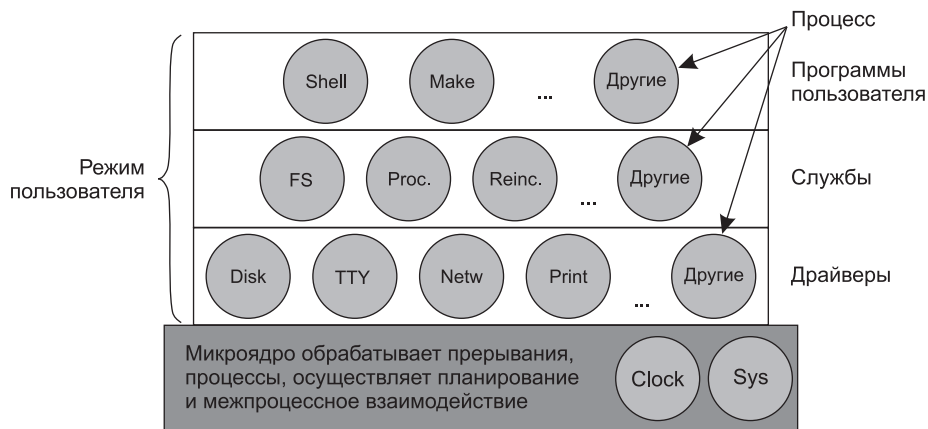 Процесс
Shell
Make
...
Другие
Программы
пользователя
Режим
пользователя
FS
Proc.
Reinc.
...
Другие
Службы
Disk
TTY
Netw
Print
...
Другие
Драйверы
Микроядро обрабатывает прерывания,
процессы, осуществляет планирование
и межпроцессное взаимодействие
Clock
Sys